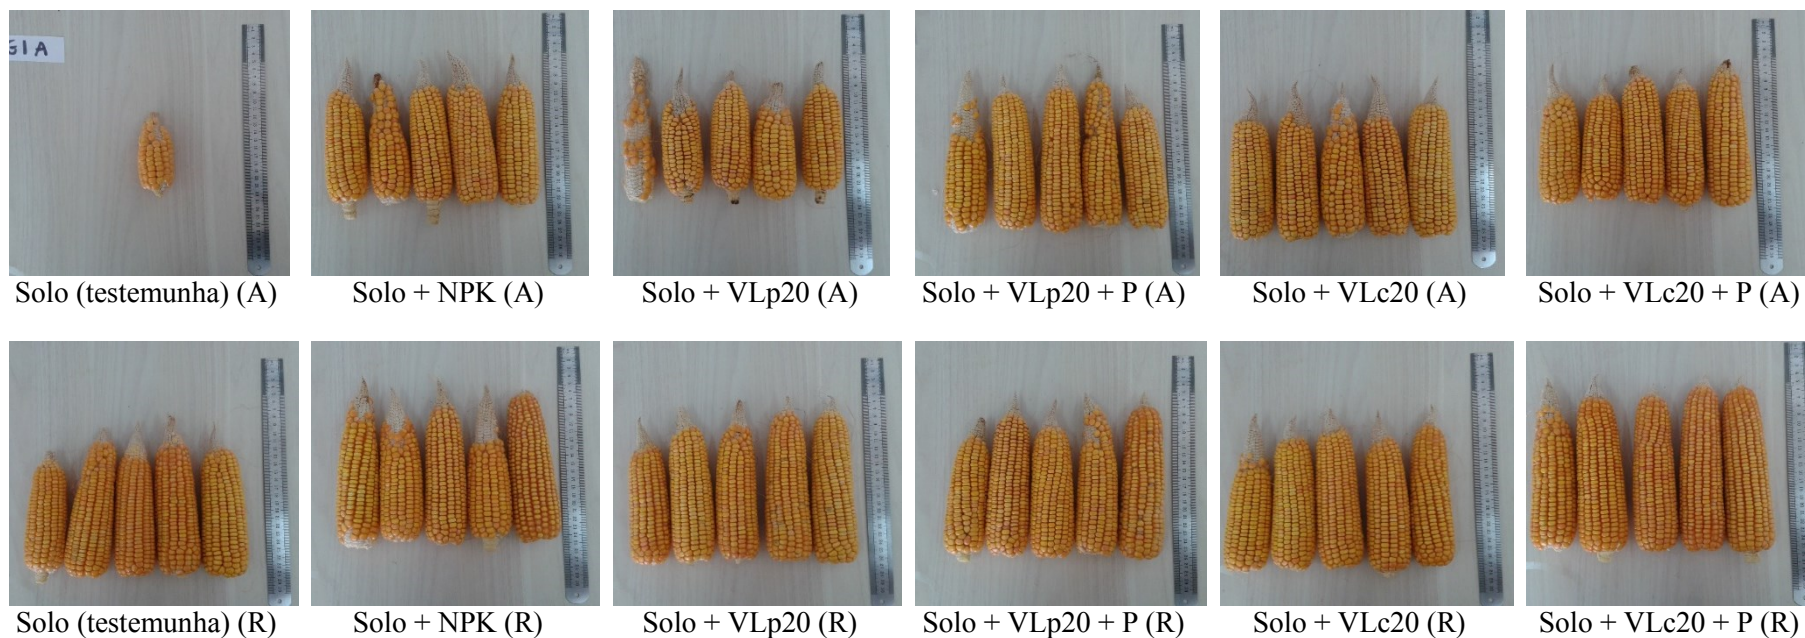 G1A
Solo (testemunha) (A)
Solo + NPK (A)
Solo + VLp20 (A)
Solo + VLp20 + P (A)
Solo + VLc20 (A)
Solo + VLc20 + P (A)
Solo (testemunha) (R)
Solo + NPK (R)
Solo + VLp20 (R)
Solo + VLp20 + P (R)
Solo + VLc20 (R)
Solo + VLc20 + P (R)